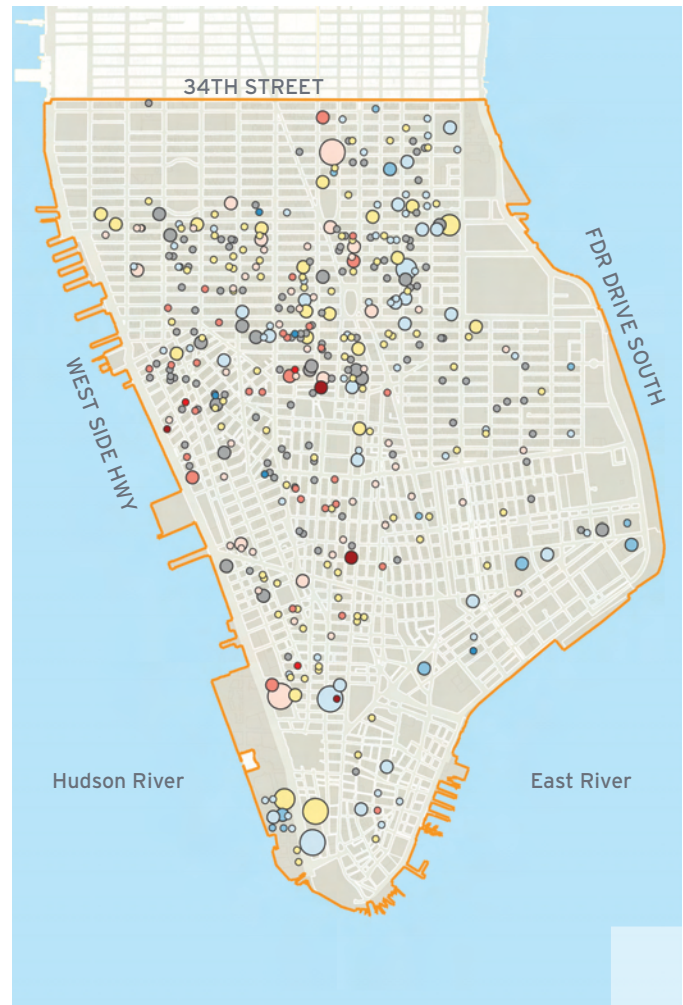 34TH STREET
FDR DRIVE SOUTH
WEST SIDE HWY
Hudson River
East River